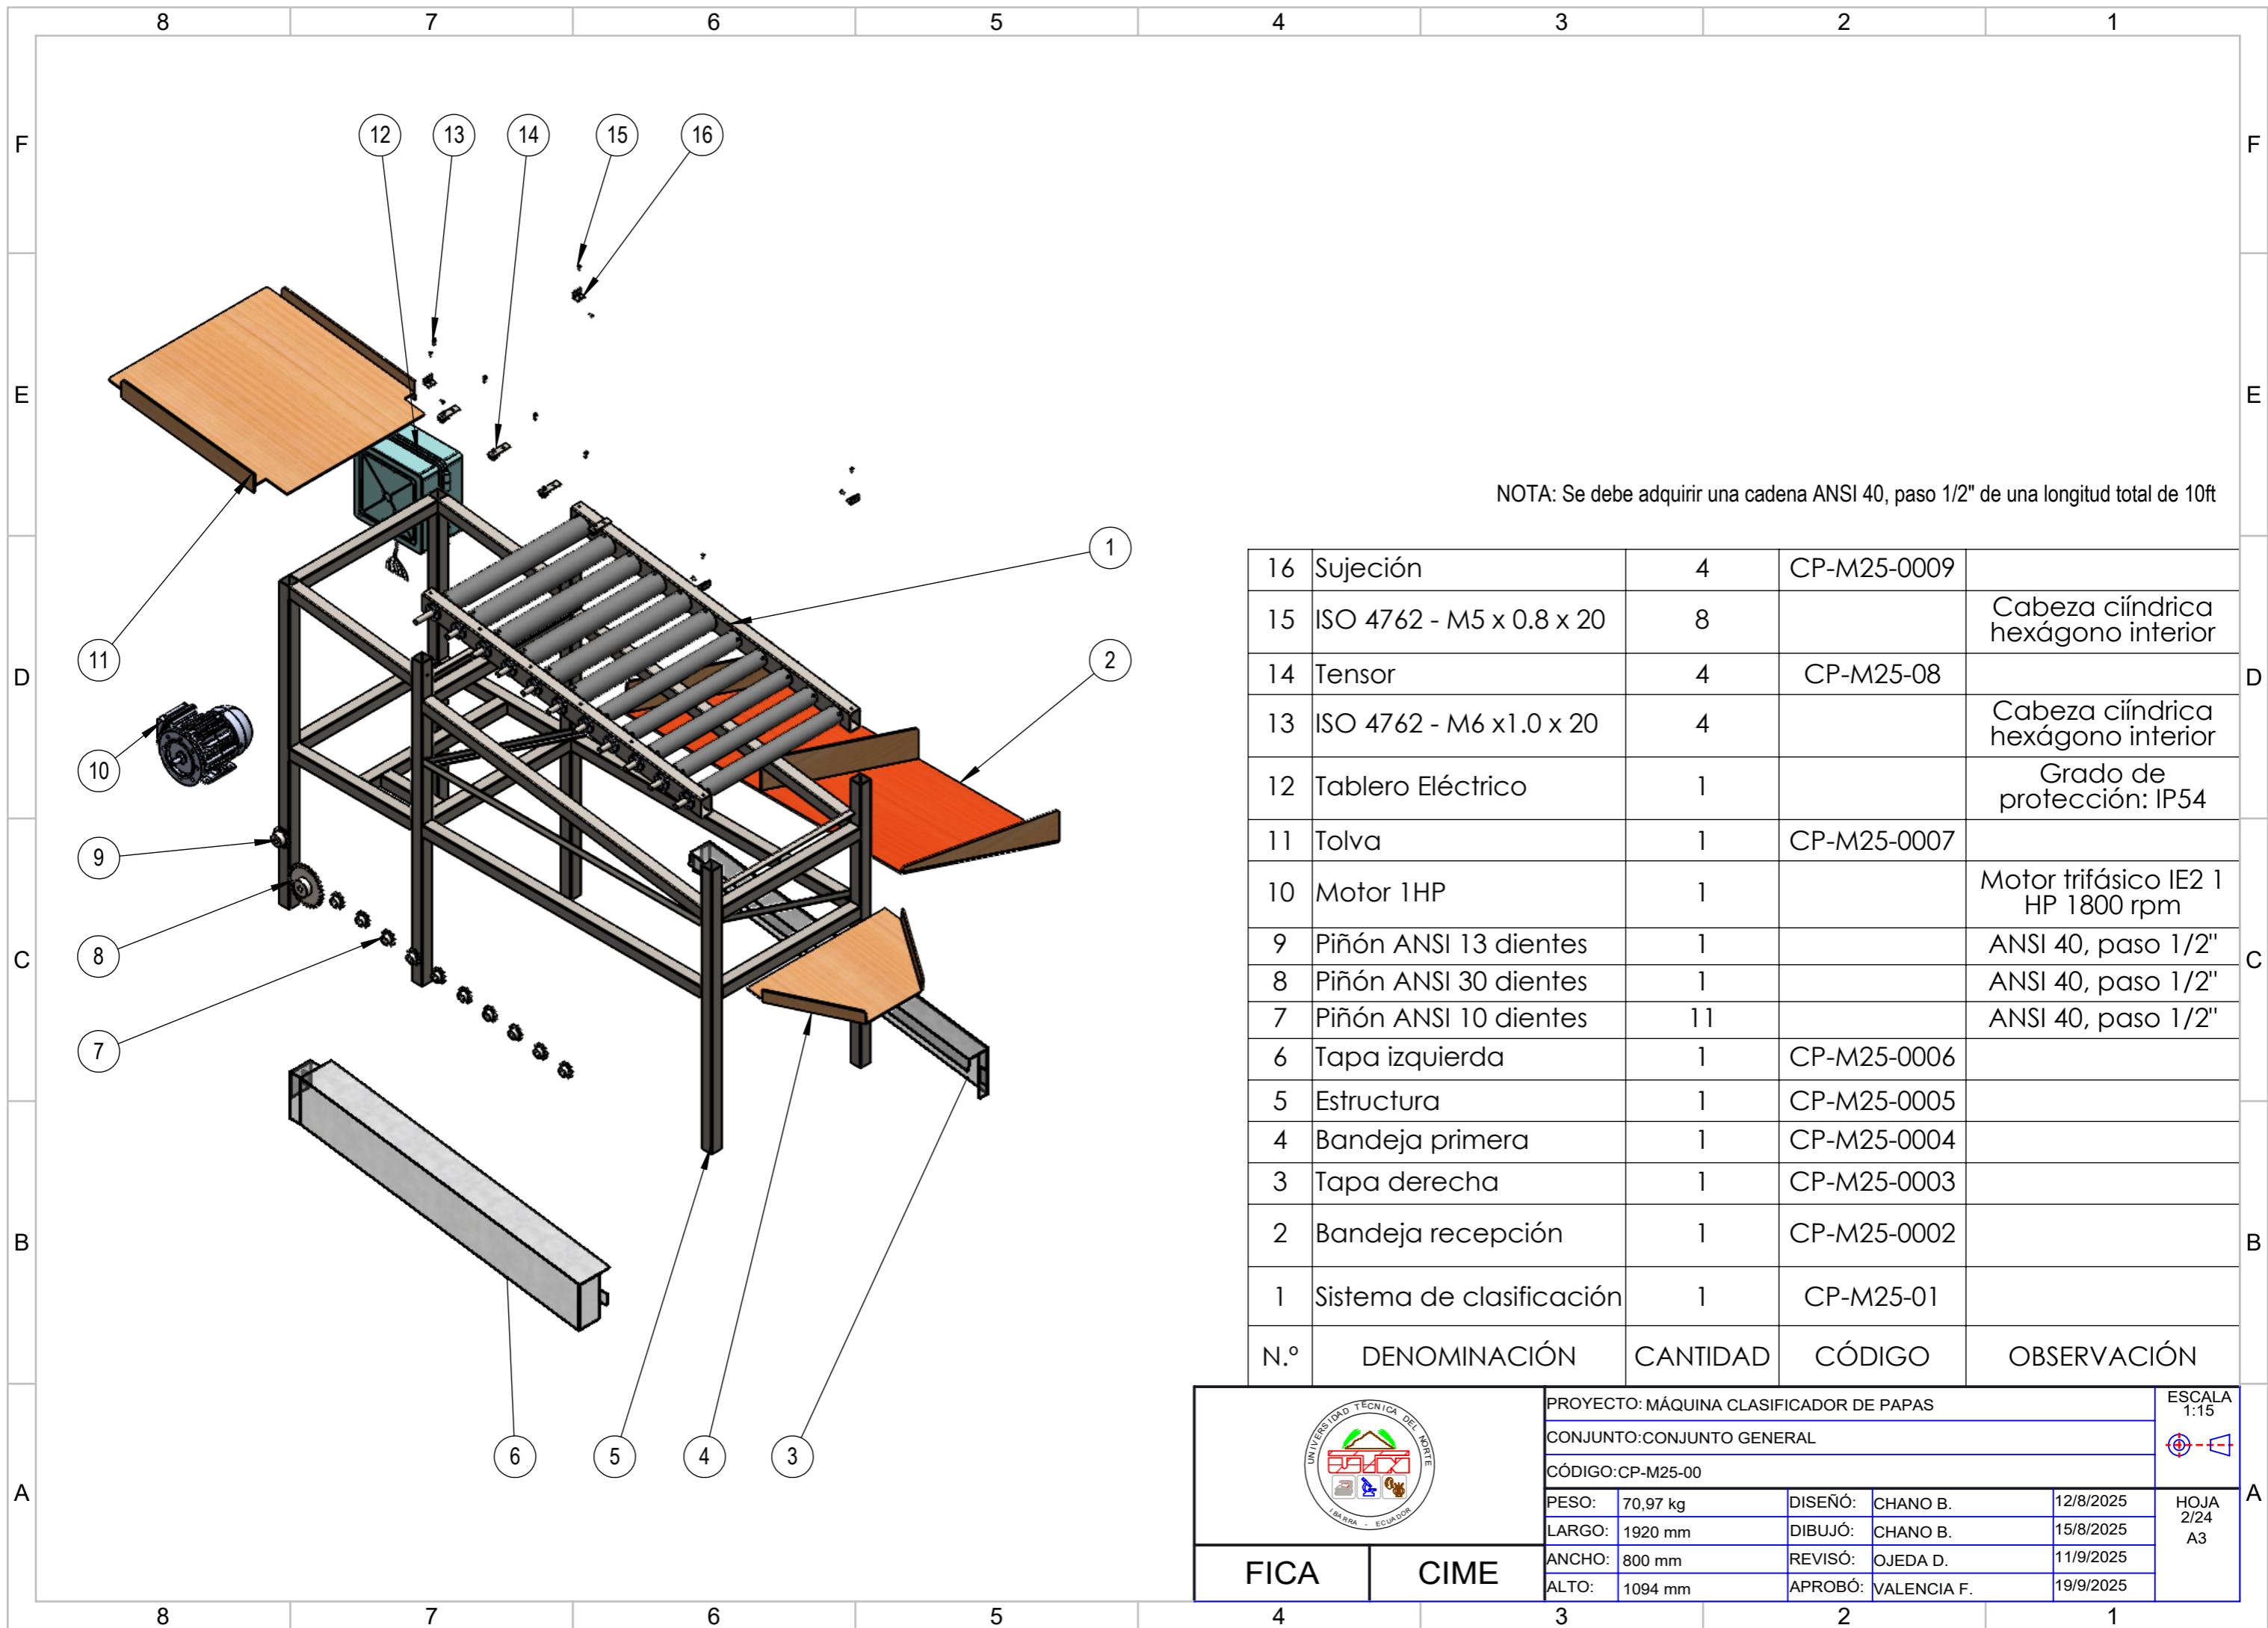 8 7 6 5 4 3 2 1
F F
12 13 14 15 16
E E
NOTA: Se debe adquirir una cadena ANSI 40, paso 1/2" de una longitud total de 10ft
1
2
11
10
9
8
7
D D
C C
B B
A A
6 5 4 3
16 Sujeción 4 CP-M25-0009
15 ISO 4762 - M5 x 0.8 x 20 8 Cabeza ciíndrica
hexágono interior
14 Tensor 4 CP-M25-08
13 ISO 4762 - M6 x1.0 x 20 4 Cabeza ciíndrica
hexágono interior
12 Tablero Eléctrico 1 Grado de
protección: IP54
11 Tolva 1 CP-M25-0007
10 Motor 1HP 1 Motor trifásico IE2 1
HP 1800 rpm
9 Piñón ANSI 13 dientes 1 ANSI 40, paso 1/2"
8 Piñón ANSI 30 dientes 1 ANSI 40, paso 1/2"
7 Piñón ANSI 10 dientes 11 ANSI 40, paso 1/2"
6 Tapa izquierda 1 CP-M25-0006
5 Estructura 1 CP-M25-0005
4 Bandeja primera 1 CP-M25-0004
3 Tapa derecha 1 CP-M25-0003
2 Bandeja recepción 1 CP-M25-0002
1 Sistema de clasificación 1 CP-M25-01
N.º DENOMINACIÓN CANTIDAD CÓDIGO OBSERVACIÓN
UNIVERSIDAD TÉCNICA DEL NORTE
IBARRA - ECUADOR
FICA CIME
PROYECTO: MÁQUINA CLASIFICADOR DE PAPAS
CONJUNTO: CONJUNTO GENERAL
CÓDIGO: CP-M25-00
ESCALA
1:15
PESO: 70,97 kg DISEÑÓ: CHANO B. 12/8/2025
LARGO: 1920 mm DIBUJÓ: CHANO B. 15/8/2025
ANCHO: 800 mm REVISÓ: OJEDA D. 11/9/2025
ALTO: 1094 mm APROBÓ: VALENCIA F. 19/9/2025
HOJA
2/24
A3
8 7 6 5 4 3 2 1